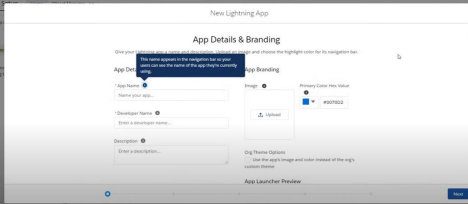 New Lightning App
App Details & Branding
Give your Lightning app a name and description. Upload an image and choose the highlight color for its navigation bar.
This name appears in the navigation bar so your
users can see the name of the app they're currently
using.
App Deta
App Branding
*App Name
Name your app...
Image
Primary Color Hex Value
#0070D2
Upload
*Developer Name
Enter a developer name...
Description
Enter a description...
Org Theme Options
Use the app's image and color instead of the org's
custom theme
App Launcher Preview
Next